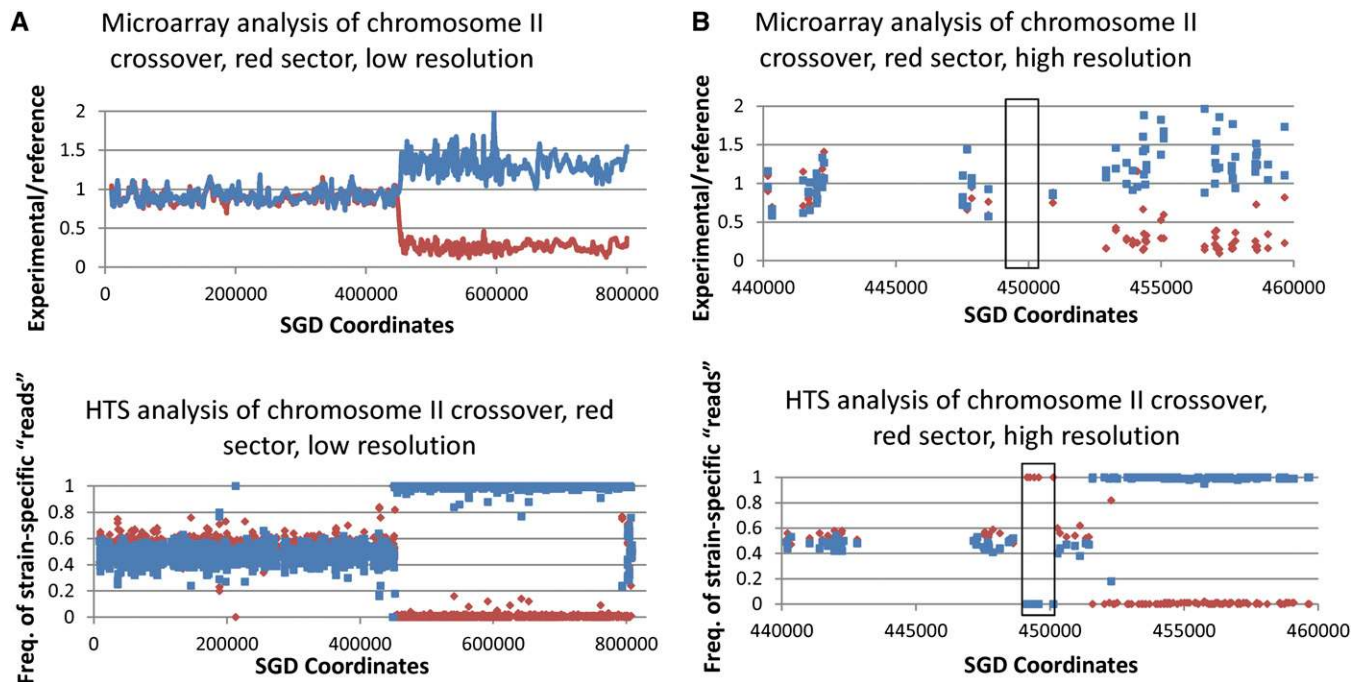 A
Microarray analysis of chromosome II
crossover, red sector, low resolution
Experimental/reference
2
1.5
1
0.5
0
0
200000
400000
600000
800000
SGD Coordinates
B
Microarray analysis of chromosome II
crossover, red sector, high resolution
Experimental/reference
2
1.5
1
0.5
0
440000
445000
450000
455000
460000
SGD Coordinates
HTS analysis of chromosome II crossover, red
sector, low resolution
Freq. of strain-specific “reads”
1
0.8
0.6
0.4
0.2
0
0
200000
400000
600000
800000
SGD Coordinates
HTS analysis of chromosome II crossover,
red sector, high resolution
Freq. of strain-specific “reads”
1
0.8
0.6
0.4
0.2
0
440000
445000
450000
455000
460000
SGD Coordinates